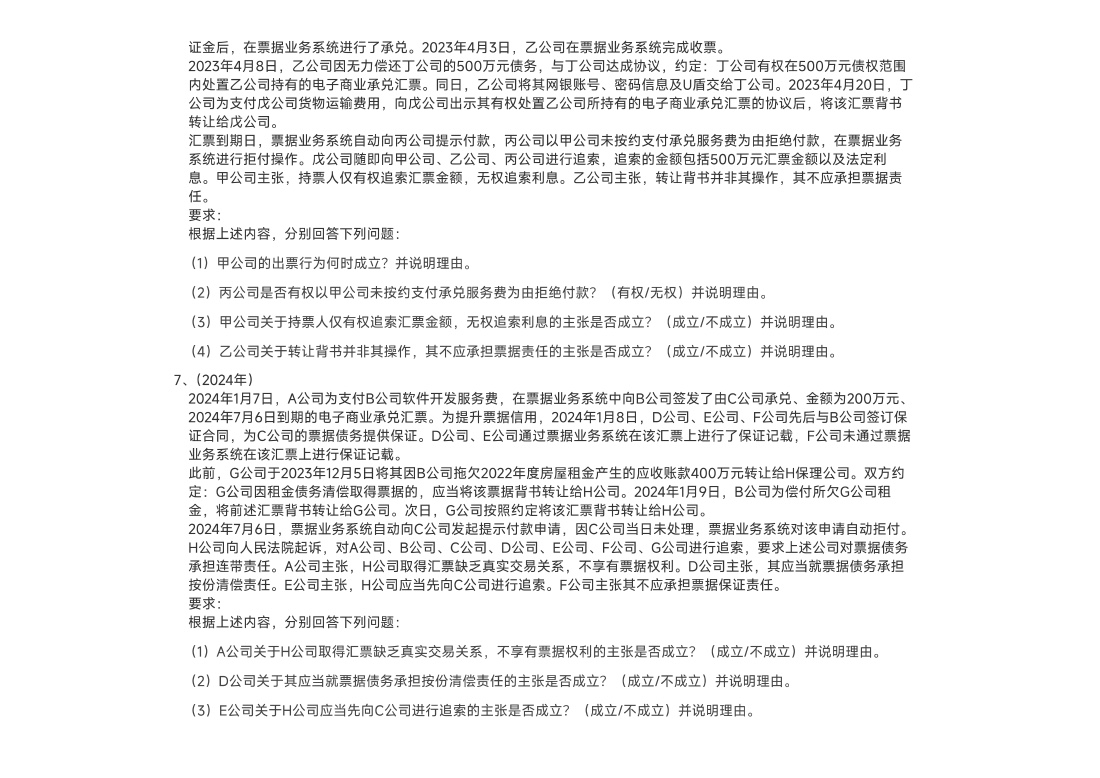 证金后，在票据业务系统进行了承兑。2023年4月3日，乙公司在票据业务系统完成收票。
2023年4月8日，乙公司因无力偿还丁公司的500万元债务，与丁公司达成协议，约定：丁公司有权在500万元债权范围
内处置乙公司持有的电子商业承兑汇票。同日，乙公司将其网银账号、密码信息及U盾交给丁公司。2023年4月20日，丁
公司为支付戊公司货物运输费用，向戊公司出示其有权处置乙公司所持有的电子商业承兑汇票的协议后，将该汇票背书
转让给戊公司。
汇票到期日，票据业务系统自动向丙公司提示付款，丙公司以甲公司未按约支付承兑服务费为由拒绝付款，在票据业务
系统进行拒付操作。戊公司随即向甲公司、乙公司、丙公司进行追索，追索的金额包括500万元汇票金额以及法定利
息。甲公司主张，持票人仅有权追索汇票金额，无权追索利息。乙公司主张，转让背书并非其操作，其不应承担票据责
任。
要求：
根据上述内容，分别回答下列问题：
（1）甲公司的出票行为何时成立？并说明理由。
（2）丙公司是否有权以甲公司未按约支付承兑服务费为由拒绝付款？（有权/无权）并说明理由。
（3）甲公司关于持票人仅有权追索汇票金额，无权追索利息的主张是否成立？（成立/不成立）并说明理由。
（4）乙公司关于转让背书并非其操作，其不应承担票据责任的主张是否成立？（成立/不成立）并说明理由。
7、（2024年）
2024年1月7日，A公司为支付B公司软件开发服务费，在票据业务系统中向B公司签发了由C公司承兑、金额为200万元、
2024年7月6日到期的电子商业承兑汇票。为提升票据信用，2024年1月8日，D公司、E公司、F公司先后与B公司签订保
证合同，为C公司的票据债务提供保证。D公司、E公司通过票据业务系统在该汇票上进行了保证记载，F公司未通过票据
业务系统在该汇票上进行保证记载。
此前，G公司于2023年12月5日将其因B公司拖欠2022年度房屋租金产生的应收账款400万元转让给H保理公司。双方约
定：G公司因租金债务清偿取得票据的，应当将该票据背书转让给H公司。2024年1月9日，B公司为偿付所欠G公司租
金，将前述汇票背书转让给G公司。次日，G公司按照约定将该汇票背书转让给H公司。
2024年7月6日，票据业务系统自动向C公司发起提示付款申请，因C公司当日未处理，票据业务系统对该申请自动拒付。
H公司向人民法院起诉，对A公司、B公司、C公司、D公司、E公司、F公司、G公司进行追索，要求上述公司对票据债务
承担连带责任。A公司主张，H公司取得汇票缺乏真实交易关系，不享有票据权利。D公司主张，其应当就票据债务承担
按份清偿责任。E公司主张，H公司应当先向C公司进行追索。F公司主张其不应承担票据保证责任。
要求：
根据上述内容，分别回答下列问题：
（1）A公司关于H公司取得汇票缺乏真实交易关系，不享有票据权利的主张是否成立？（成立/不成立）并说明理由。
（2）D公司关于其应当就票据债务承担按份清偿责任的主张是否成立？（成立/不成立）并说明理由。
（3）E公司关于H公司应当先向C公司进行追索的主张是否成立？（成立/不成立）并说明理由。